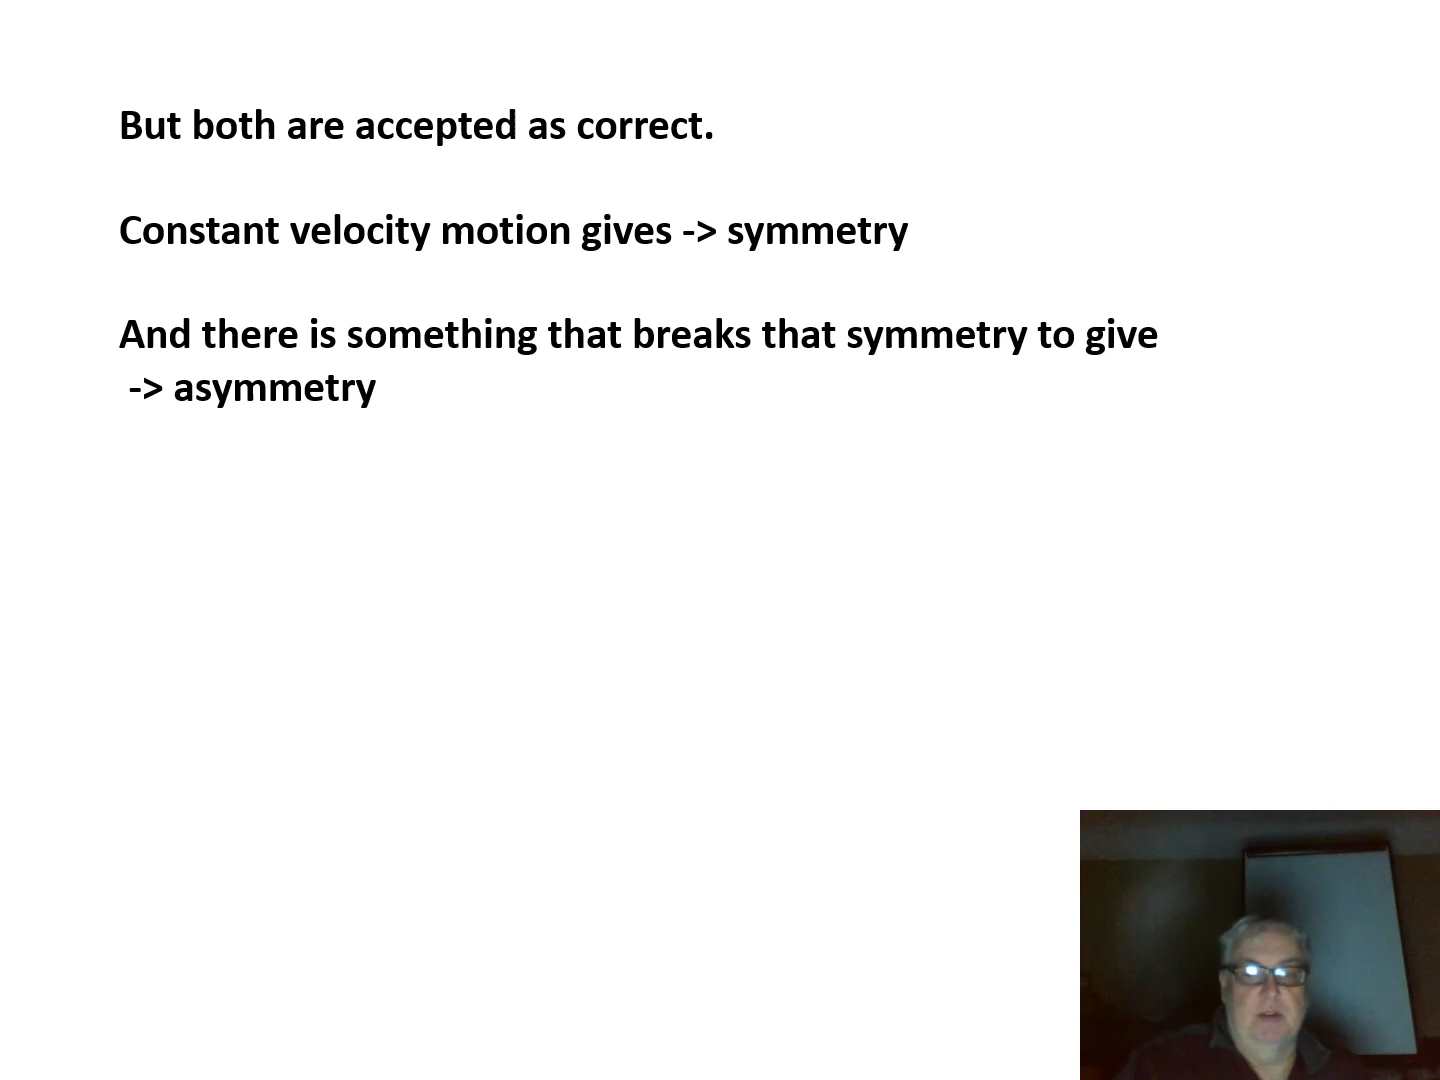 But both are accepted as correct.
Constant velocity motion gives -> symmetry
And there is something that breaks that symmetry to give
-> asymmetry